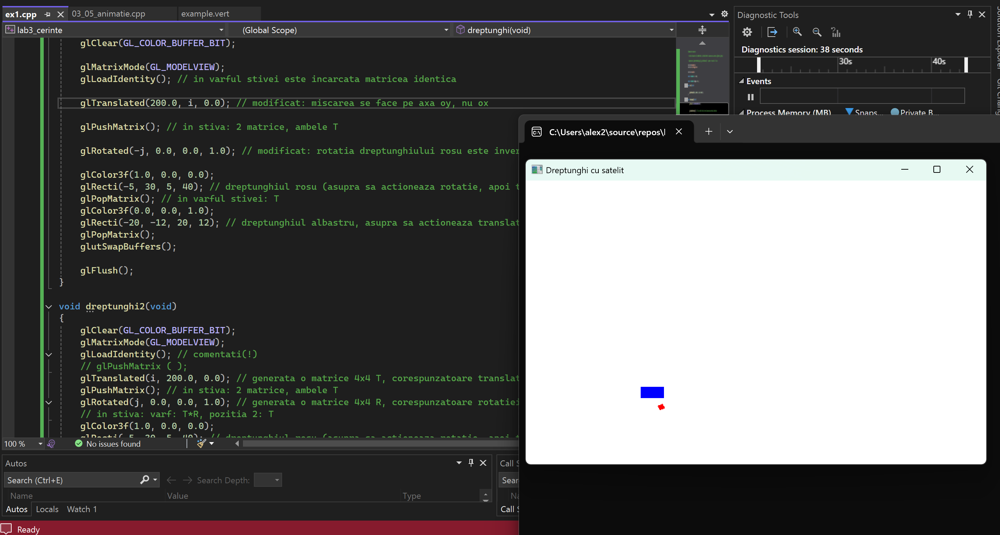 ex1.cpp
03_05_animatie.cpp
example.vert
lab3_cerinte
(Global Scope)
dreptunghi(void)
glClear(GL_COLOR_BUFFER_BIT);
glMatrixMode(GL_MODELVIEW);
glLoadIdentity(); // in varful stivei este incarcata matricea identica
glTranslated(200.0, i, 0.0); // modificat: miscarea se face pe axa oy, nu ox
glPushMatrix(); // in stiva: 2 matrice, ambele T
glRotated(-j, 0.0, 0.0, 1.0); // modificat: rotatia dreptunghiului rosu este inver
glColor3f(1.0, 0.0, 0.0);
glRecti(-5, 30, 5, 40); // dreptunghiul rosu (asupra sa actioneaza rotatie, apoi t
glPopMatrix(); // in varful stivei: T
glColor3f(0.0, 0.0, 1.0);
glRecti(-20, -12, 20, 12); // dreptunghiul albastru, asupra sa actioneaza translat
glPopMatrix();
glutSwapBuffers();
glFlush();
}
void dreptunghi2(void)
{
glClear(GL_COLOR_BUFFER_BIT);
glMatrixMode(GL_MODELVIEW);
glLoadIdentity(); // comentati(!)
// glPushMatrix ( );
glTranslated(i, 200.0, 0.0); // generata o matrice 4x4 T, corespunzatoare translat
glPushMatrix(); // in stiva: 2 matrice, ambele T
glRotated(j, 0.0, 0.0, 1.0); // generata o matrice 4x4 R, corespunzatoare rotatiei
// in stiva: varf: T*R, pozitia 2: T
glColor3f(1.0, 0.0, 0.0);
100 %
No issues found
Autos
Search (Ctrl+E)
Search Depth:
Name
Value
Type
Autos
Locals
Watch 1
Call S
Sear
Na
Call S
Ready
Diagnostic Tools
Diagnostics session: 38 seconds
30s
40s
Events
Process Memory (MB)
Snaps...
Private B...
C:\Users\alex2\source\repos\l
Dreptunghi cu satelit
Solution Explorer